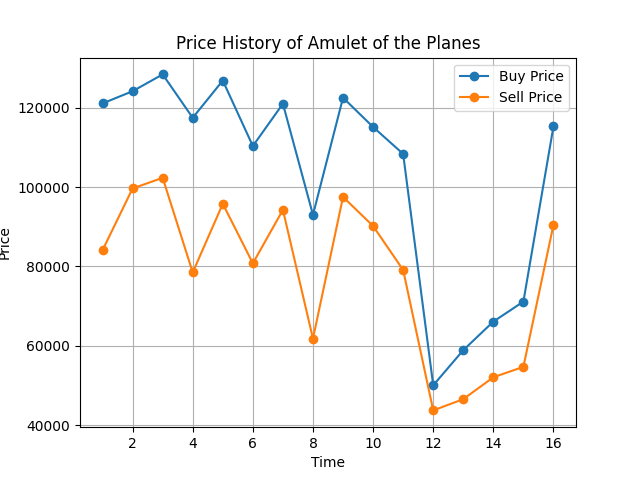 Price History of Amulet of the Planes
Buy Price
Sell Price
120000
100000
80000
60000
40000
Price
2 4 6 8 10 12 14 16
Time